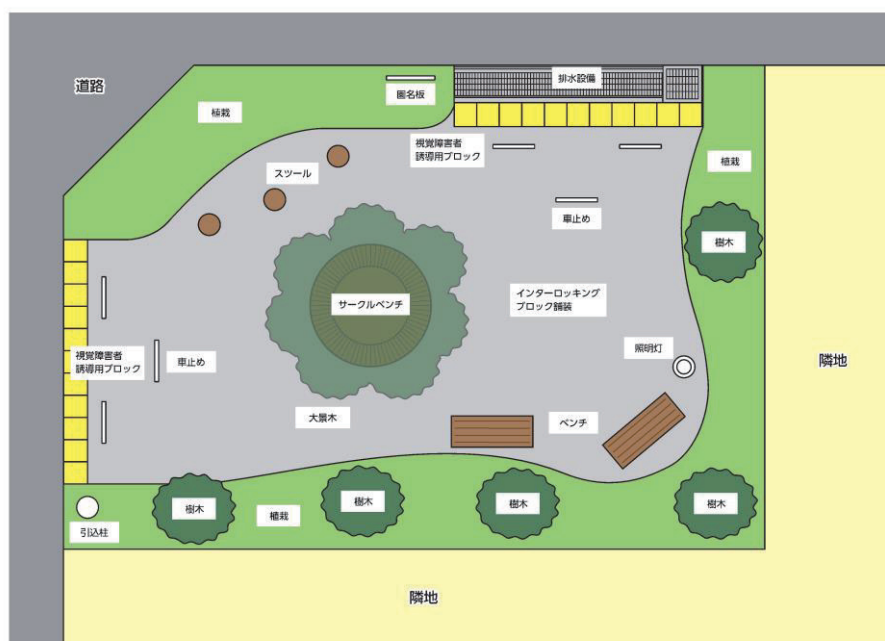 道路
植栽
園名板
排水設備
視覚障害者
誘導用ブロック
植栽
スツール
車止め
樹木
サークルベンチ
インターロッキング
ブロック舗装
照明灯
視覚障害者
誘導用ブロック
車止め
隣地
大景木
ベンチ
樹木
樹木
樹木
樹木
植栽
引込柱
隣地